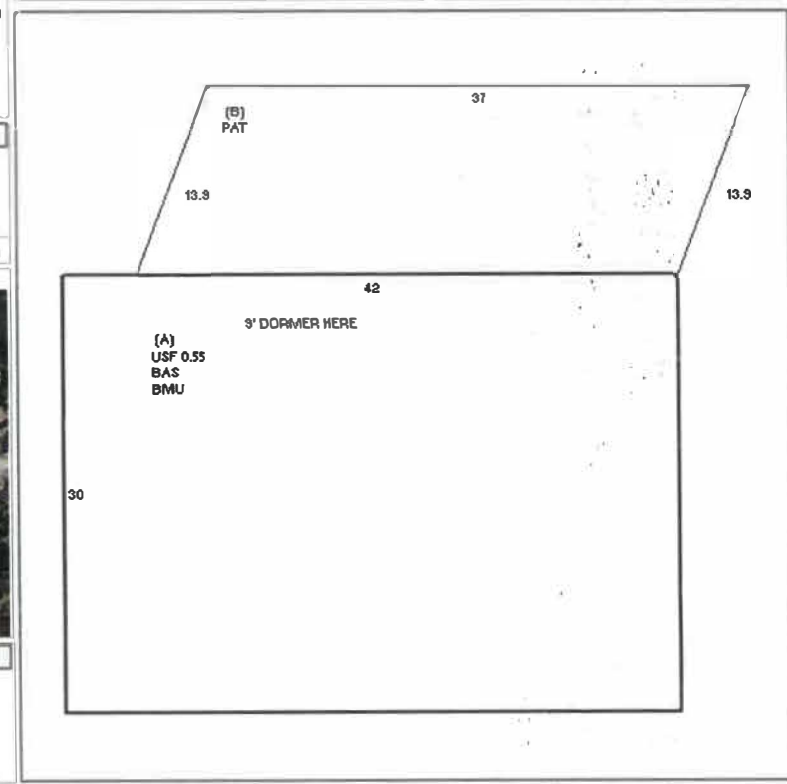 37
(B)
PAT
13.9
13.9
42
9' DORMER HERE
(A)
USF 0.55
BAS
BMU
30